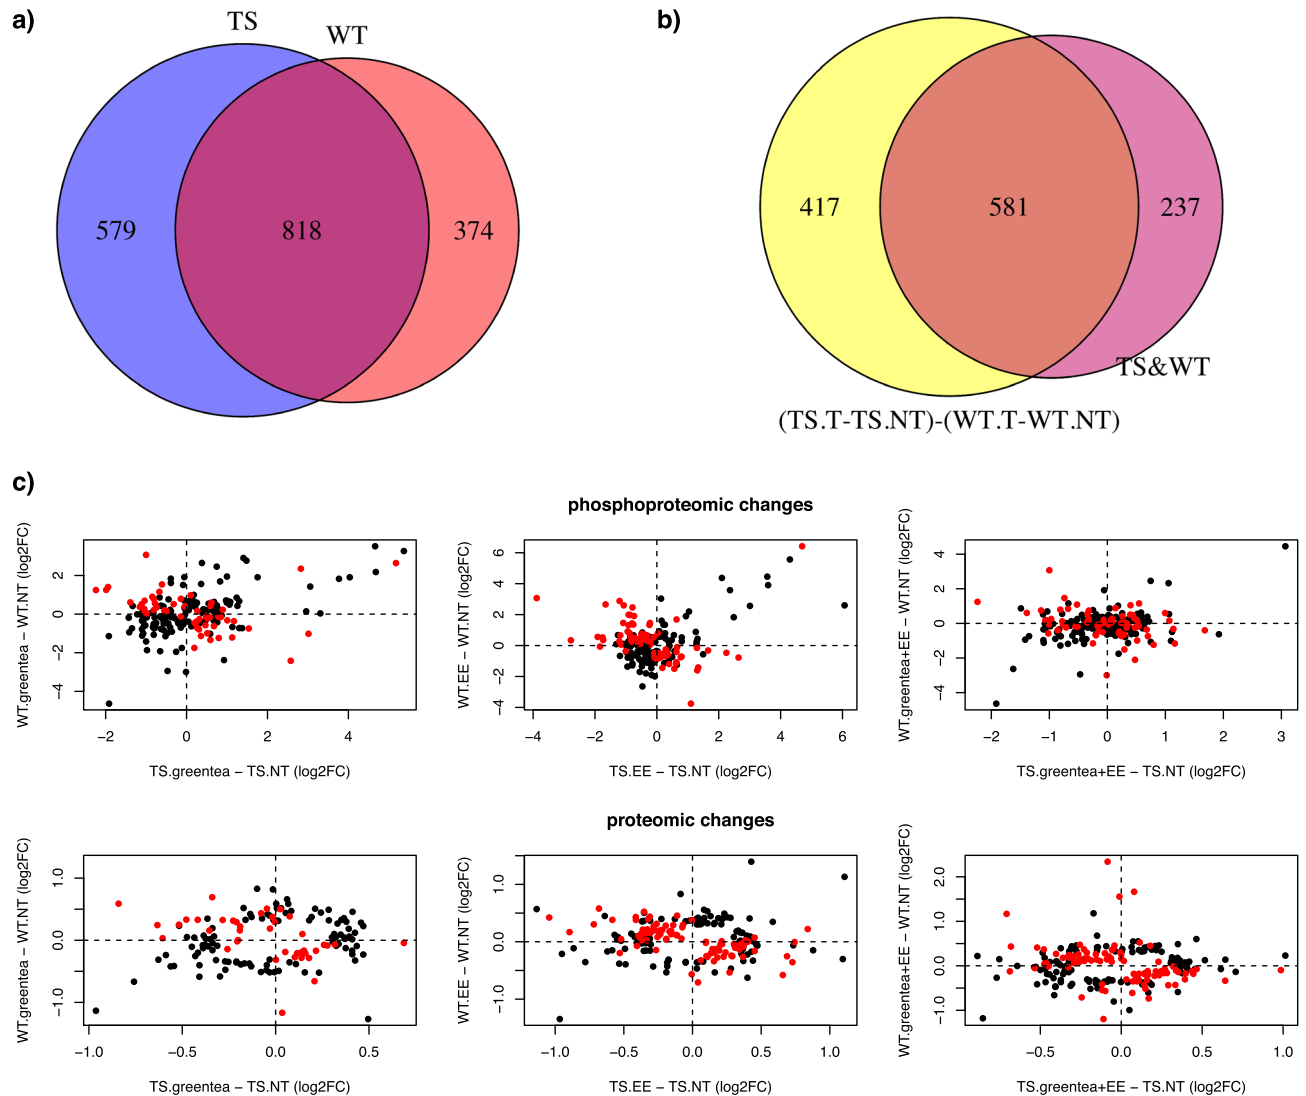 a)
TS
WT
579
818
374
b)
417
581
237
TS&WT
(TS.T-TS.NT)-(WT.T-WT.NT)
c)
phosphoproteomic changes
WT.greentea – WT.NT (log2FC)
2
0
−2
−4
−2 0 2 4
TS.greentea – TS.NT (log2FC)
WT.EE – WT.NT (log2FC)
6
4
2
0
−2
−4
−4 −2 0 2 4 6
TS.EE – TS.NT (log2FC)
WT.greentea+EE – WT.NT (log2FC)
4
2
0
−2
−4
−2 −1 0 1 2 3
TS.greentea+EE – TS.NT (log2FC)
proteomic changes
WT.greentea – WT.NT (log2FC)
1.0
0.0
−1.0
−1.0 −0.5 0.0 0.5
TS.greentea – TS.NT (log2FC)
WT.EE – WT.NT (log2FC)
1.0
0.0
−1.0
−1.0 −0.5 0.0 0.5 1.0
TS.EE – TS.NT (log2FC)
WT.greentea+EE – WT.NT (log2FC)
2.0
1.0
0.0
−1.0
−0.5 0.0 0.5 1.0
TS.greentea+EE – TS.NT (log2FC)